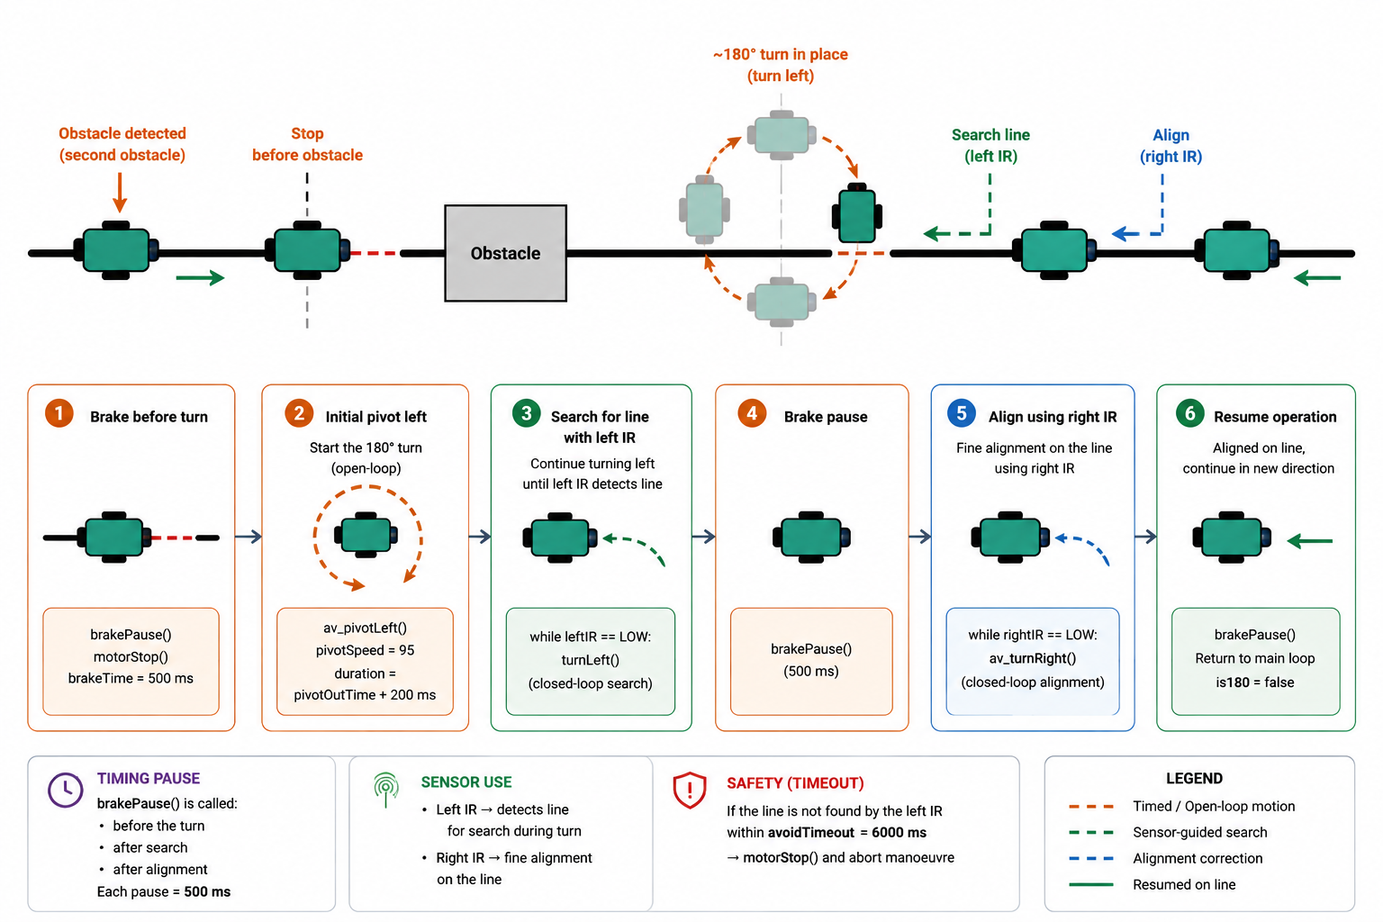 ~180° turn in place
(turn left)
Obstacle detected
(second obstacle)
Stop
before obstacle
Search line
(left IR)
Align
(right IR)
Obstacle
1 Brake before turn
brakePause()
motorStop()
brakeTime = 500 ms
2 Initial pivot left
Start the 180° turn
(open-loop)
av_pivotLeft()
pivotSpeed = 95
duration =
pivotOutTime + 200 ms
3 Search for line
with left IR
Continue turning left
until left IR detects line
while leftIR == LOW:
turnLeft()
(closed-loop search)
4 Brake pause
brakePause()
(500 ms)
5 Align using right IR
Fine alignment on the line
using right IR
while rightIR == LOW:
av_turnRight()
(closed-loop alignment)
6 Resume operation
Aligned on line,
continue in new direction
brakePause()
Return to main loop
is180 = false
TIMING PAUSE
brakePause() is called:
• before the turn
• after search
• after alignment
Each pause = 500 ms
SENSOR USE
• Left IR → detects line
for search during turn
• Right IR → fine alignment
on the line
SAFETY (TIMEOUT)
If the line is not found by the left IR
within avoidTimeout = 6000 ms
→ motorStop() and abort manoeuvre
LEGEND
Timed / Open-loop motion
Sensor-guided search
Alignment correction
Resumed on line